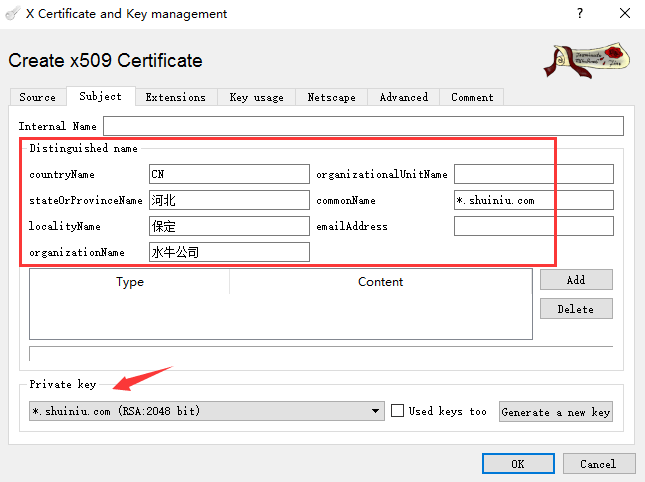 X Certificate and Key management
?
Create x509 Certificate
Source Subject Extensions Key usage Netscape Advanced Comment
Internal Name
Distinguished name
countryName CN organizationalUnitName
stateOrProvinceName 河北 commonName *.shuiniu.com
localityName 保定 emailAddress
organizationName 水牛公司
Type Content Add
Delete
Private key
*.shuiniu.com (RSA:2048 bit) Used keys too Generate a new key
OK Cancel